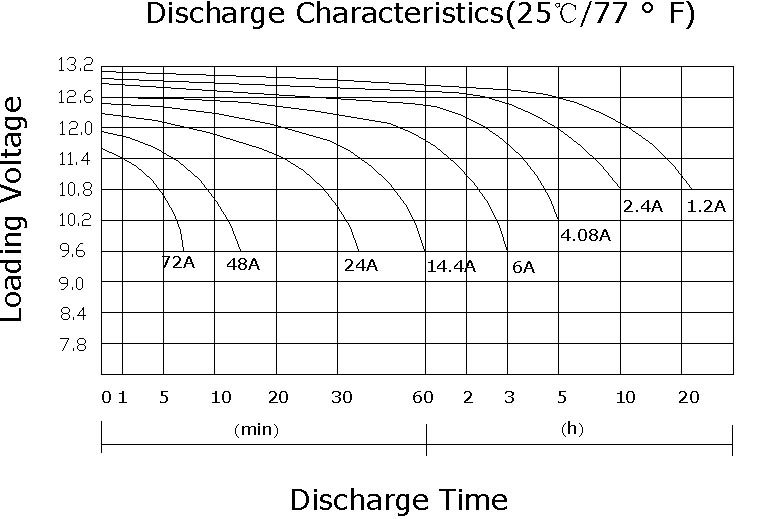 Discharge Characteristics(25℃/77 ° F)
Loading Voltage
13.2
12.6
12.0
11.4
10.8
10.2
9.6
9.0
8.4
7.8
72A 48A 24A 14.4A 6A 4.08A 2.4A 1.2A
0 1 5 10 20 30 60 2 3 5 10 20
(min) (h)
Discharge Time